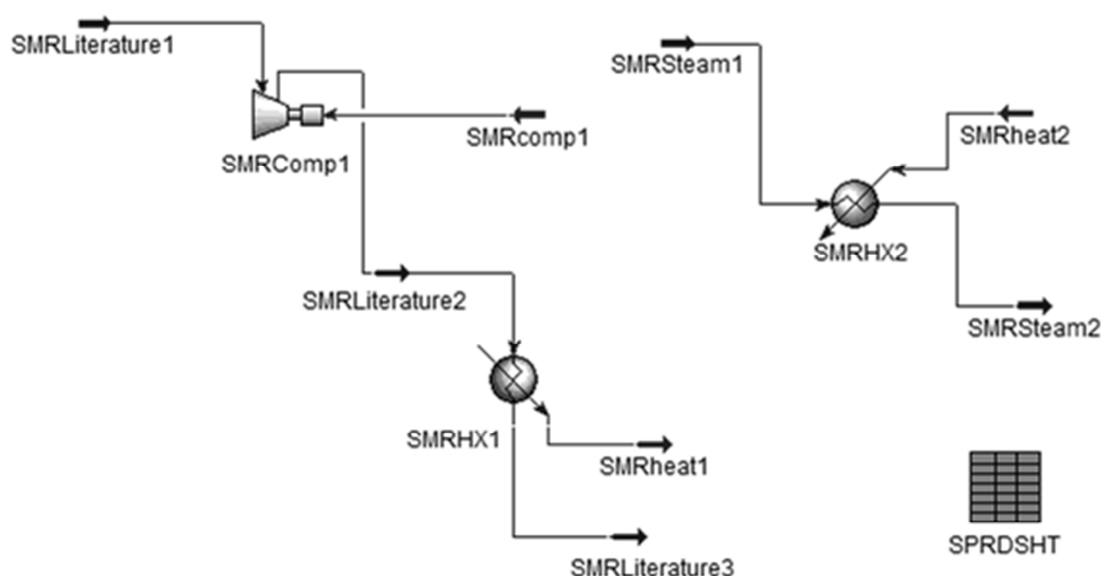 SMRLiterature1
SMRSteam1
SMRcomp1
SMRheat2
SMRComp1
SMRHX2
SMRLiterature2
SMRSteam2
SMRHX1
SMRheat1
SPRDSHT
SMRLiterature3